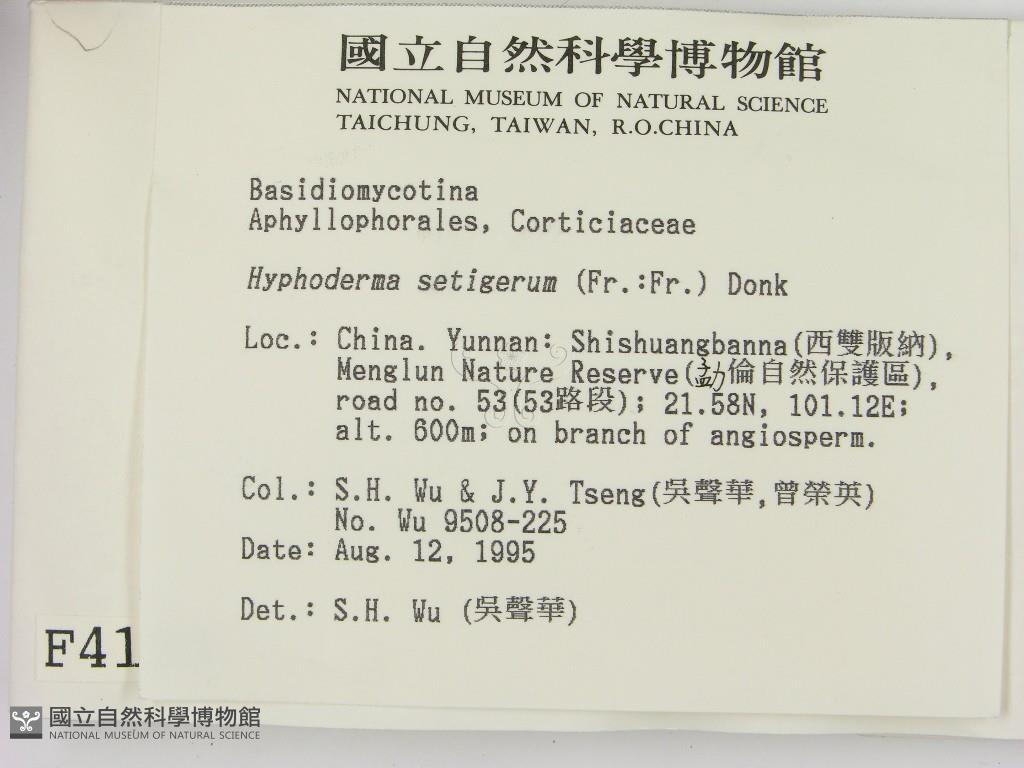 國立自然科學博物館
NATIONAL MUSEUM OF NATURAL SCIENCE
TAICHUNG, TAIWAN, R.O.CHINA
Basidiomycotina
Aphyllophorales, Corticiaceae
Hyphoderma setigerum (Fr.:Fr.) Donk
Loc.: China. Yunnan: Shishuangbanna(西雙版納),
Menglun Nature Reserve(勐倫自然保護區),
road no. 53(53路段); 21.58N, 101.12E;
alt. 600m; on branch of angiosperm.
Col.: S.H. Wu & J.Y. Tseng(吳聲華,曾榮英)
No. Wu 9508-225
Date: Aug. 12, 1995
Det.: S.H. Wu (吳聲華)
F41
國立自然科學博物館
NATIONAL MUSEUM OF NATURAL SCIENCE